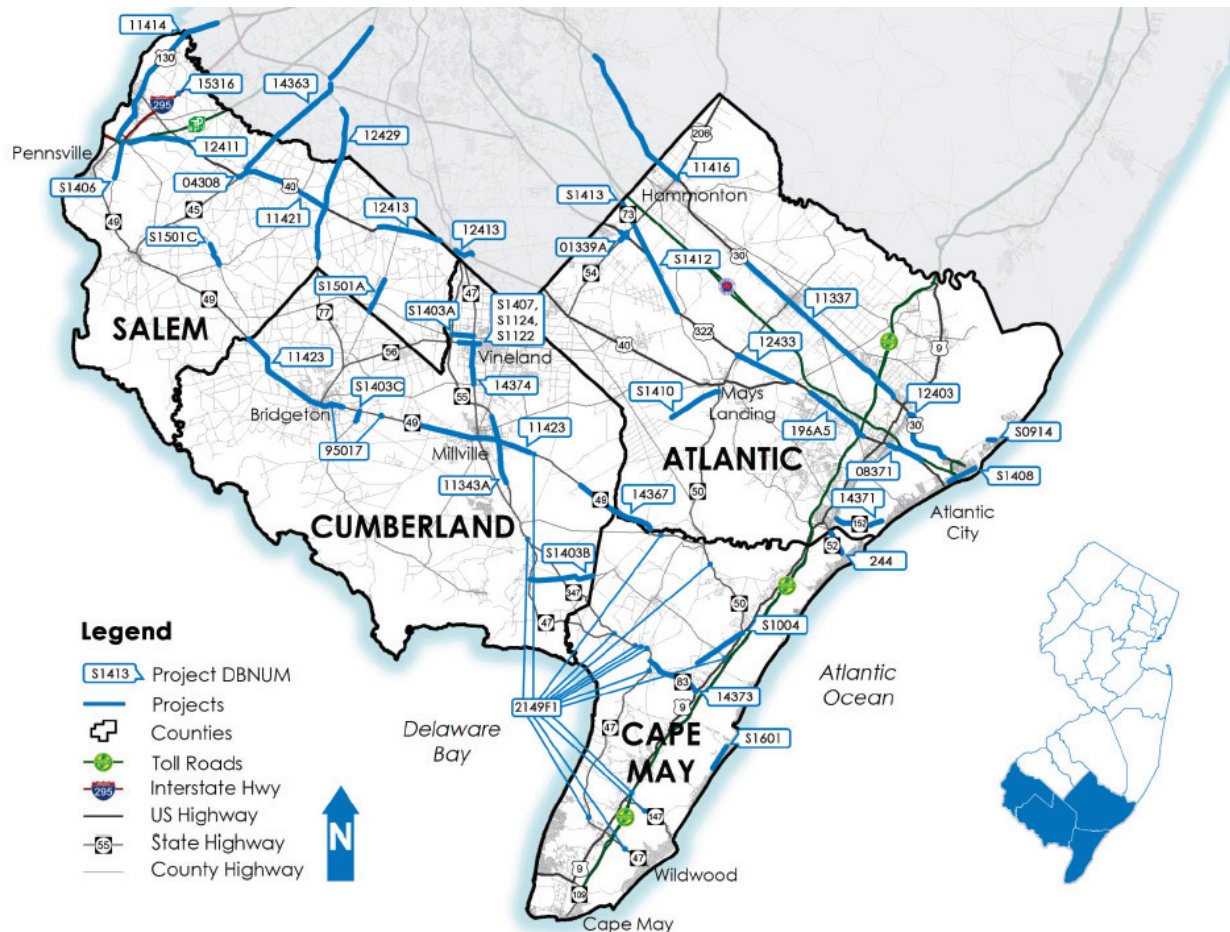 11414
130
15316
14363
295
12429
Pennsville
12411
206
11416
S1406
04308
40
S1413
Hammonton
49
45
11421
12413
12413
73
S1501C
01339A
S1412
30
54
49
S1501A
47
S1407,
S1124,
S1122
11337
SALEM
77
S1403A
322
9
56
Vineland
40
12433
11423
14374
S1410
Mays
Landing
12403
S1403C
Bridgeton
55
30
49
11423
196A5
S0914
95017
Millville
ATLANTIC
08371
S1408
11343A
50
14371
49
14367
152
Atlantic
City
CUMBERLAND
52
244
S1403B
347
50
47
S1004
Legend
S1413
Project DBNUM
Projects
Counties
Toll Roads
295
Interstate Hwy
US Highway
55
State Highway
County Highway
N
83
Atlantic
Ocean
2149F1
14373
9
Delaware
Bay
47
CAPE
MAY
S1601
147
47
9
Wildwood
109
Cape May